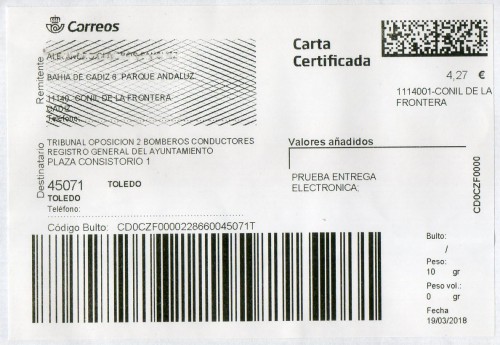 Correos
Remitente
BAHIA DE CADIZ 6. PARQUE ANDALUZ.
11140. CONIL DE LA FRONTERA
CADIZ
Teléfono:
Carta
Certificada
4,27 €
1114001-CONIL DE LA
FRONTERA
Destinatario
TRIBUNAL OPOSICION 2 BOMBEROS CONDUCTORES
REGISTRO GENERAL DEL AYUNTAMIENTO
PLAZA CONSISTORIO 1
45071 TOLEDO
TOLEDO
Teléfono:
Valores añadidos
PRUEBA ENTREGA
ELECTRONICA;
CD0CZF0000
Código Bulto: CD0CZF0000228660045071T
Bulto:
/
Peso:
10 gr
Peso vol.:
0 gr
Fecha
19/03/2018